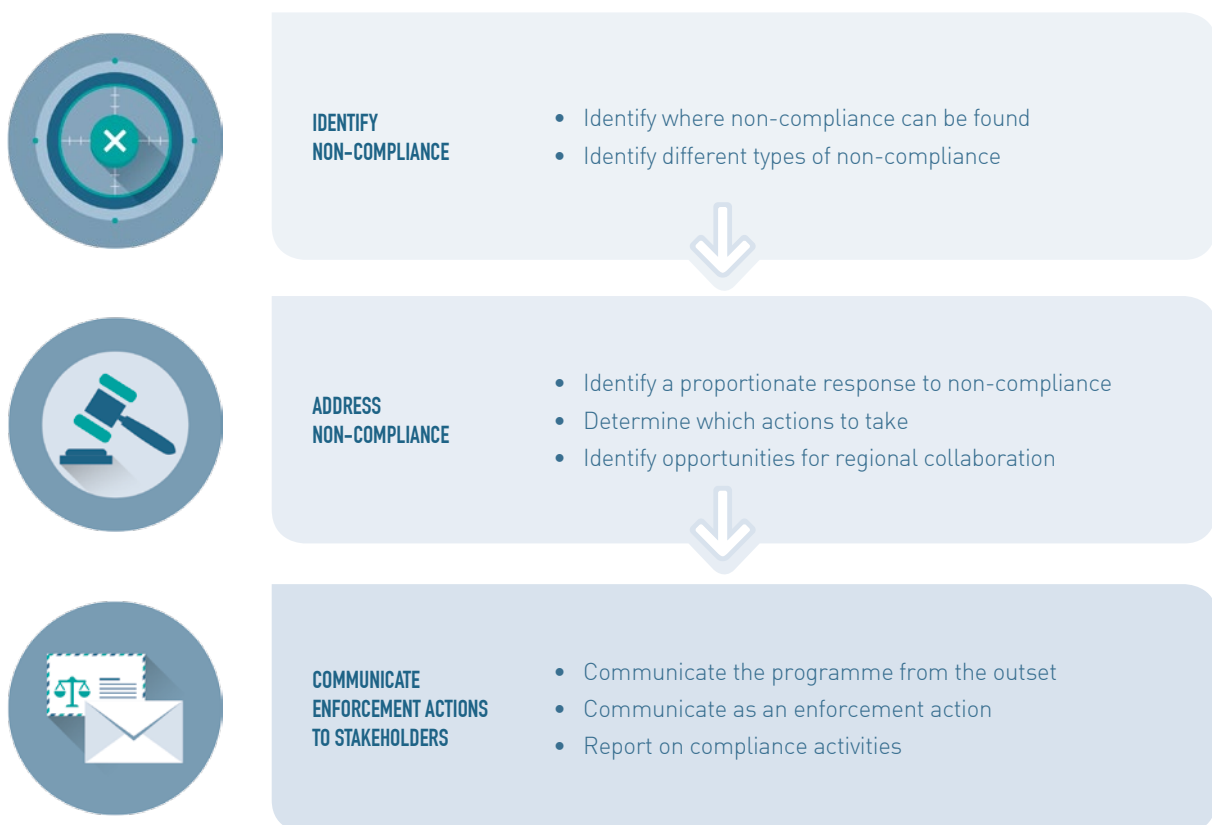 IDENTIFY
NON-COMPLIANCE
• Identify where non-compliance can be found
• Identify different types of non-compliance
ADDRESS
NON-COMPLIANCE
• Identify a proportionate response to non-compliance
• Determine which actions to take
• Identify opportunities for regional collaboration
COMMUNICATE
ENFORCEMENT ACTIONS
TO STAKEHOLDERS
• Communicate the programme from the outset
• Communicate as an enforcement action
• Report on compliance activities